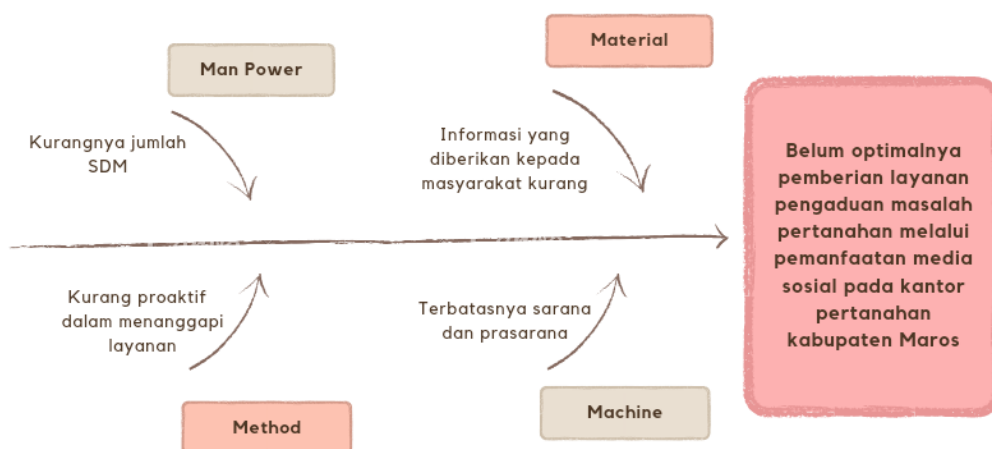 Man Power
Kurangnya jumlah
SDM
Material
Informasi yang
diberikan kepada
masyarakat kurang
Kurang proaktif
dalam menanggapi
layanan
Method
Terbatasnya sarana
dan prasarana
Machine
Belum optimalnya
pemberian layanan
pengaduan masalah
pertanahan melalui
pemanfaatan media
sosial pada kantor
pertanahan
kabupaten Maros